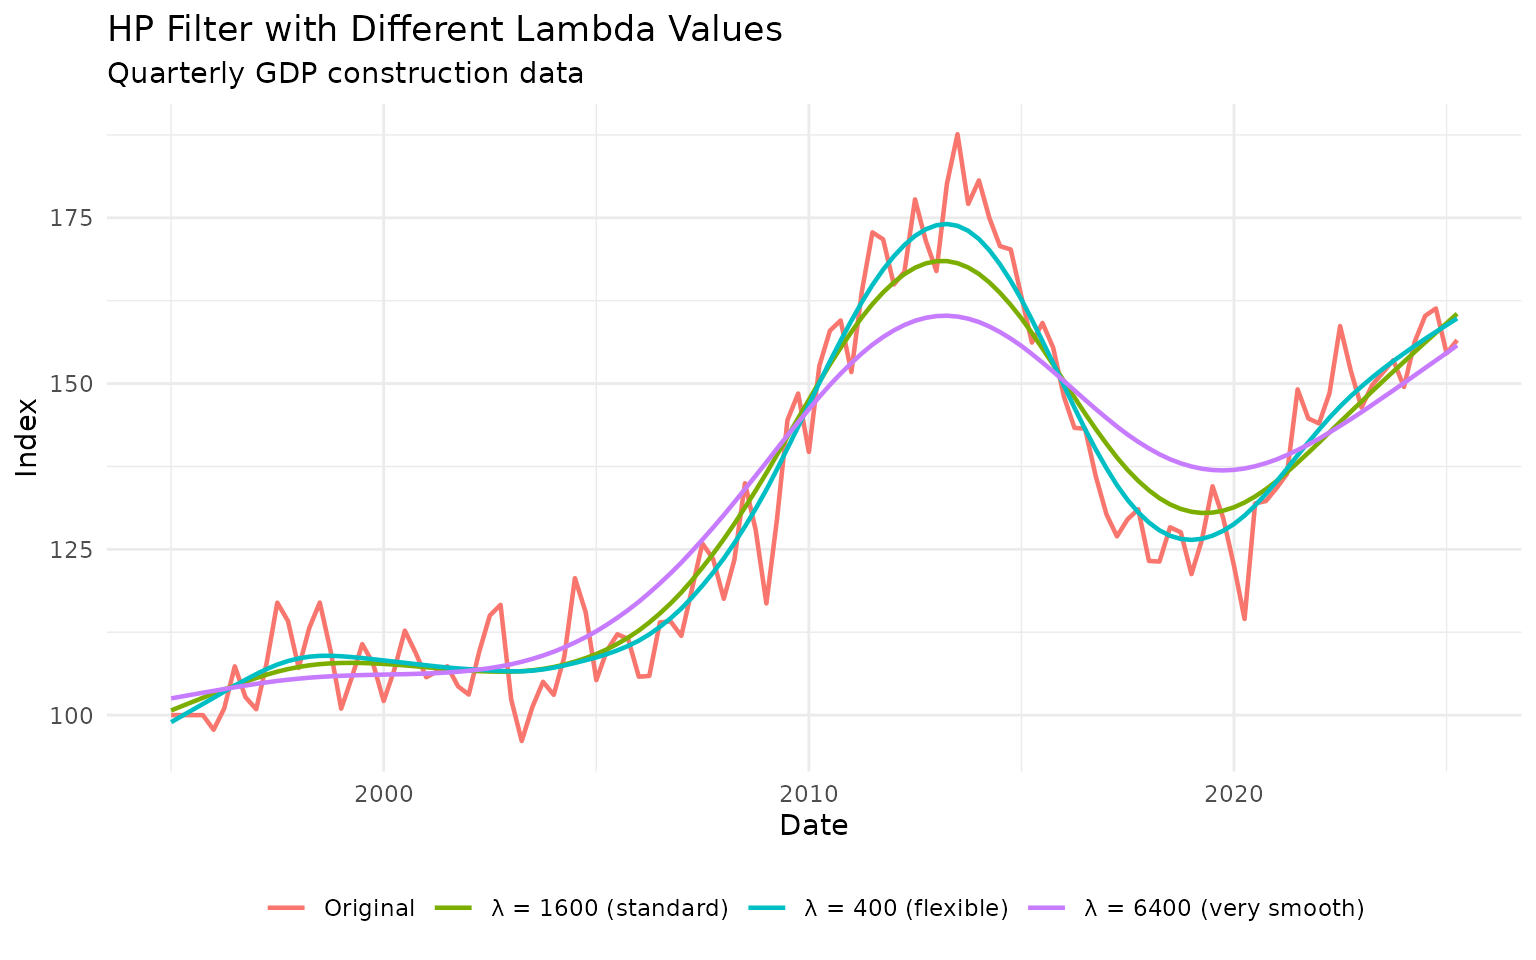 HP Filter with Different Lambda Values
Quarterly GDP construction data
Index
175
150
125
100
2000 2010 2020
Date
Original λ = 1600 (standard) λ = 400 (flexible) λ = 6400 (very smooth)